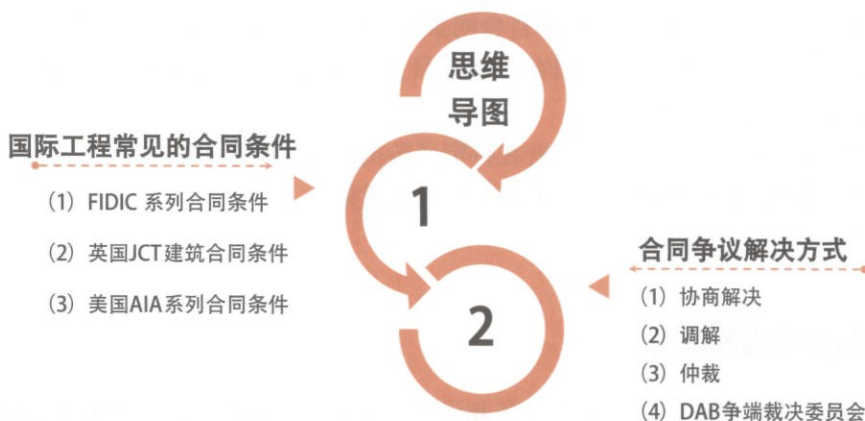 思维
导图
国际工程常见的合同条件
1
(1) FIDIC 系列合同条件
(2) 英国JCT建筑合同条件
(3) 美国AIA系列合同条件
合同争议解决方式
2
(1) 协商解决
(2) 调解
(3) 仲裁
(4) DAB争端裁决委员会